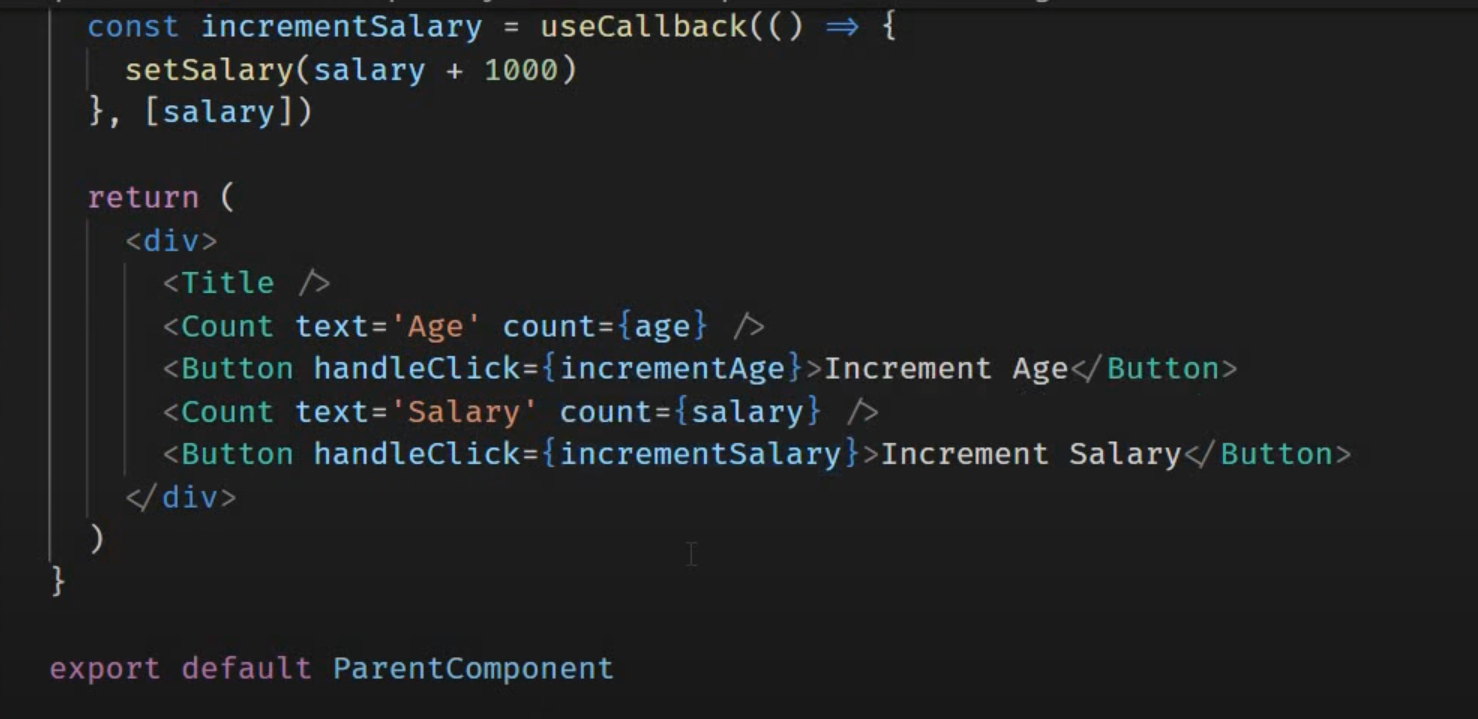 const incrementSalary = useCallback(() => {
setSalary(salary + 1000)
}, [salary])
return (
<div>
<Title />
<Count text='Age' count={age} />
<Button handleClick={incrementAge}>Increment Age</Button>
<Count text='Salary' count={salary} />
<Button handleClick={incrementSalary}>Increment Salary</Button>
</div>
)
}
export default ParentComponent